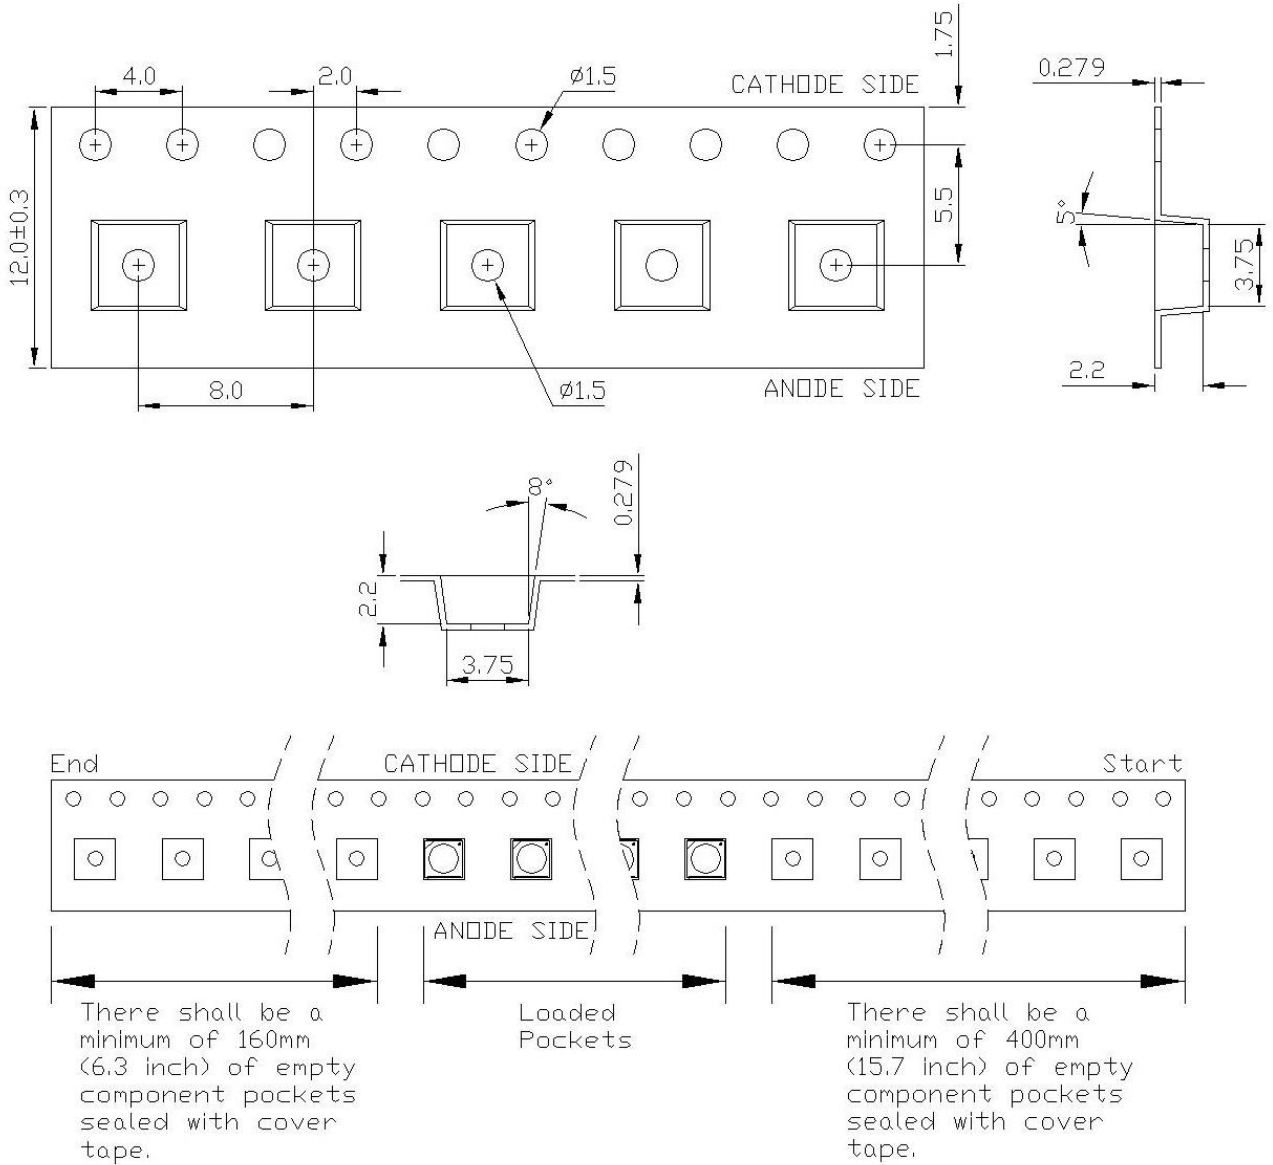 1.75
0.279
4.0
2.0
Ø1.5
CATHODE SIDE
12.0±0.3
5.5
5°
3.75
8.0
Ø1.5
ANODE SIDE
2.2
8°
0.279
2.2
3.75
End
CATHODE SIDE
Start
ANODE SIDE
There shall be a
minimum of 160mm
(6.3 inch) of empty
component pockets
sealed with cover
tape.
Loaded
Pockets
There shall be a
minimum of 400mm
(15.7 inch) of empty
component pockets
sealed with cover
tape.